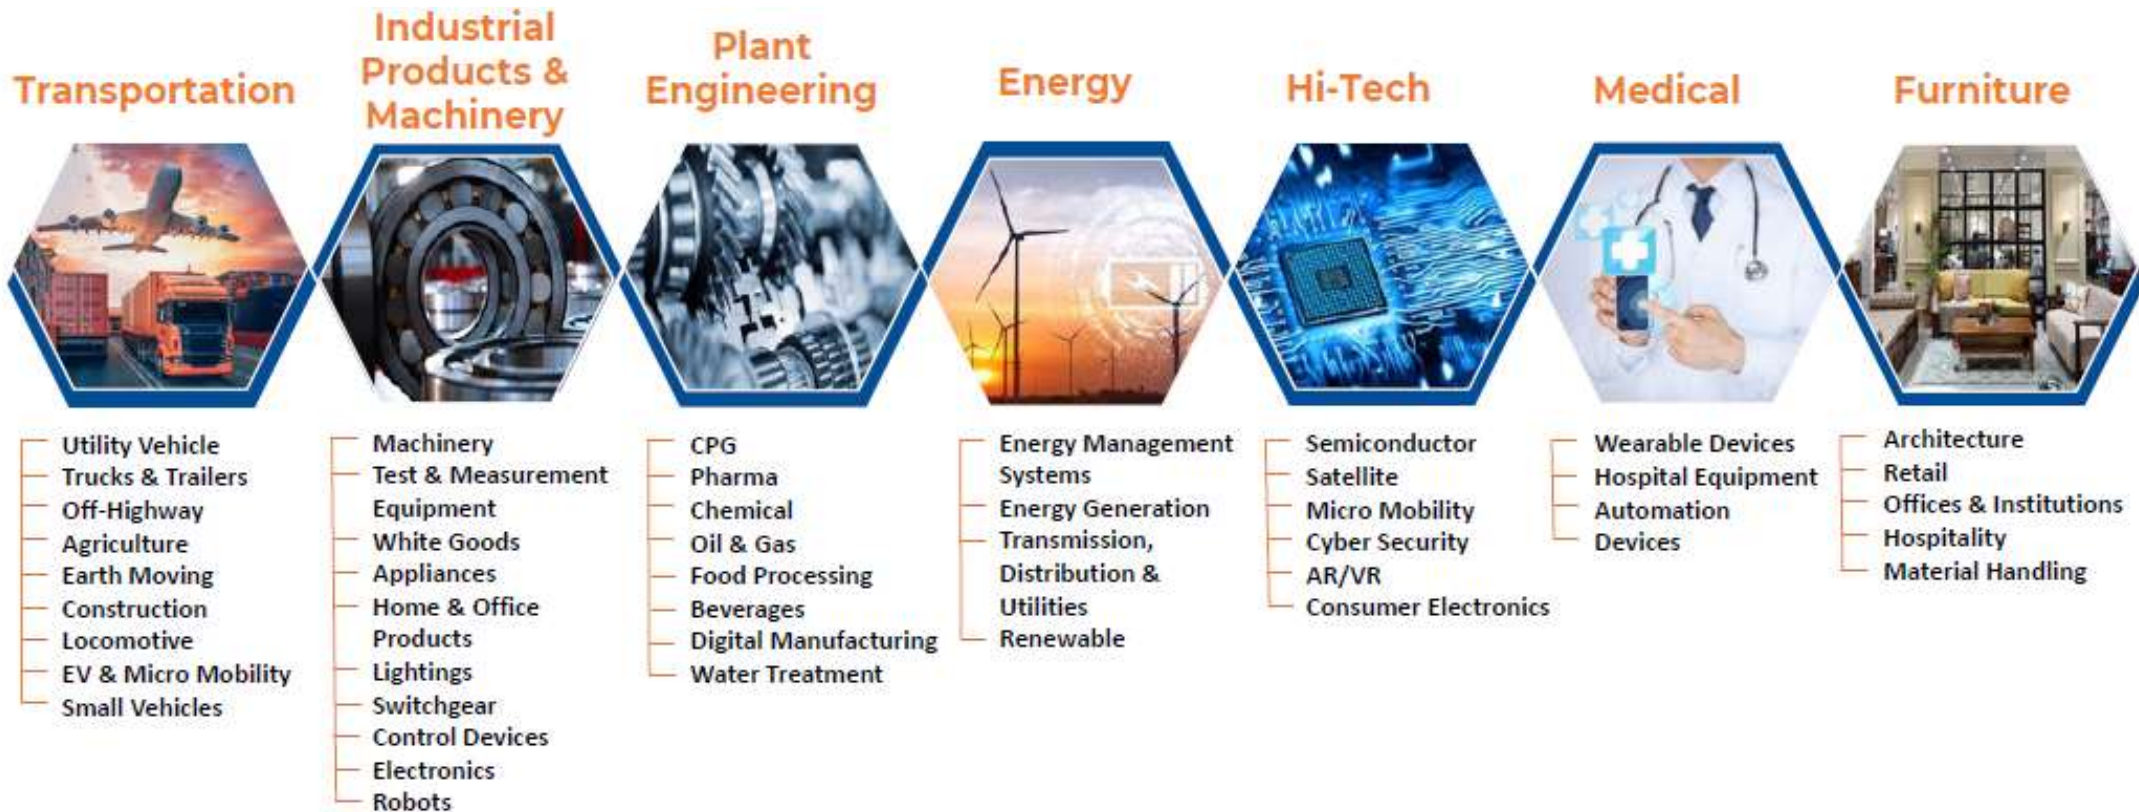 Transportation
Utility Vehicle
Trucks & Trailers
Off-Highway
Agriculture
Earth Moving
Construction
Locomotive
EV & Micro Mobility
Small Vehicles
Industrial
Products &
Machinery
Machinery
Test & Measurement
Equipment
White Goods
Appliances
Home & Office
Products
Lightings
Switchgear
Control Devices
Electronics
Robots
Plant
Engineering
CPG
Pharma
Chemical
Oil & Gas
Food Processing
Beverages
Digital Manufacturing
Water Treatment
Energy
Energy Management
Systems
Energy Generation
Transmission,
Distribution &
Utilities
Renewable
Hi-Tech
Semiconductor
Satellite
Micro Mobility
Cyber Security
AR/VR
Consumer Electronics
Medical
Wearable Devices
Hospital Equipment
Automation
Devices
Furniture
Architecture
Retail
Offices & Institutions
Hospitality
Material Handling